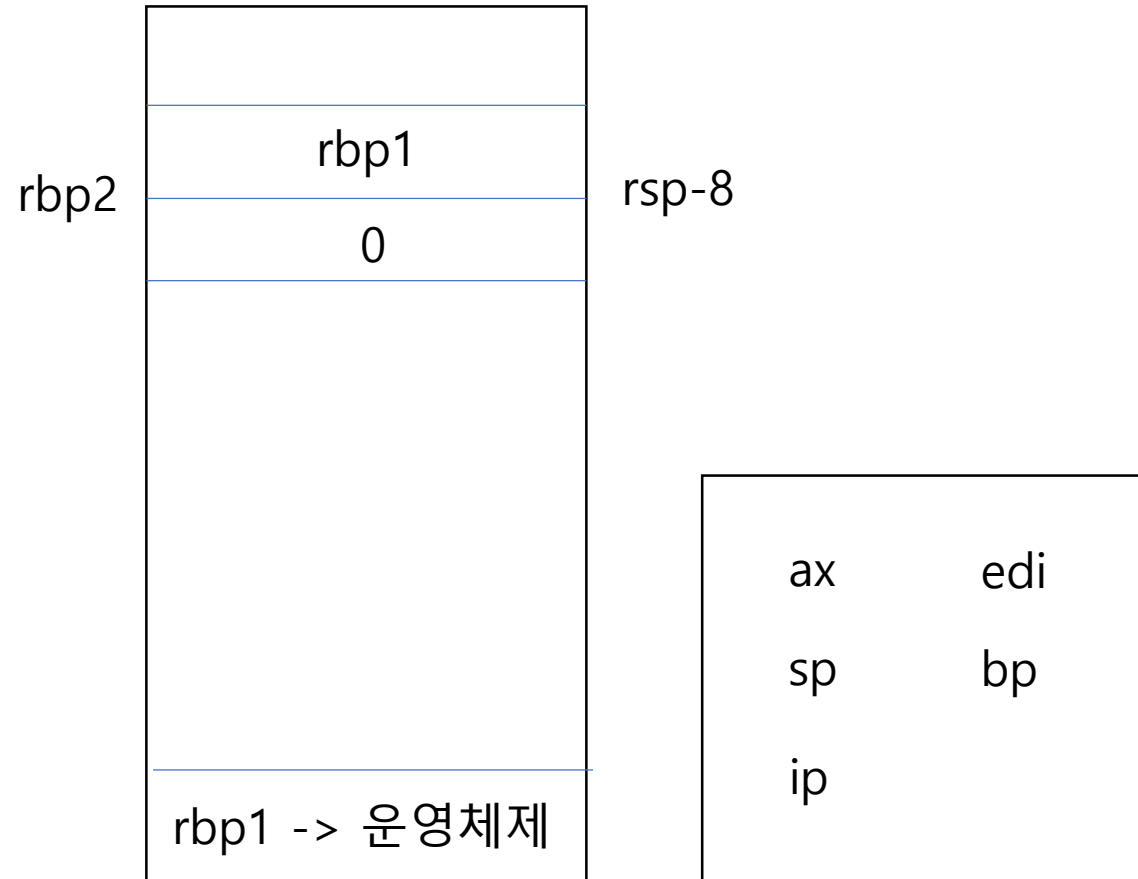 rbp1
rbp2
rsp-8
0
ax edi
sp bp
ip
rbp1 -> 운영체제